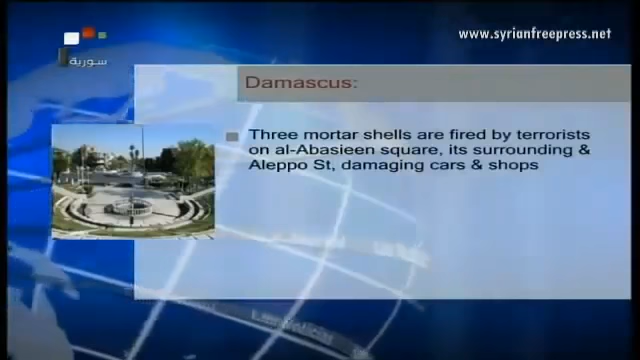 www.syrianfreepress.net
سورية
Damascus:
Three mortar shells are fired by terrorists
on al-Abasieen square, its surrounding &
Aleppo St, damaging cars & shops